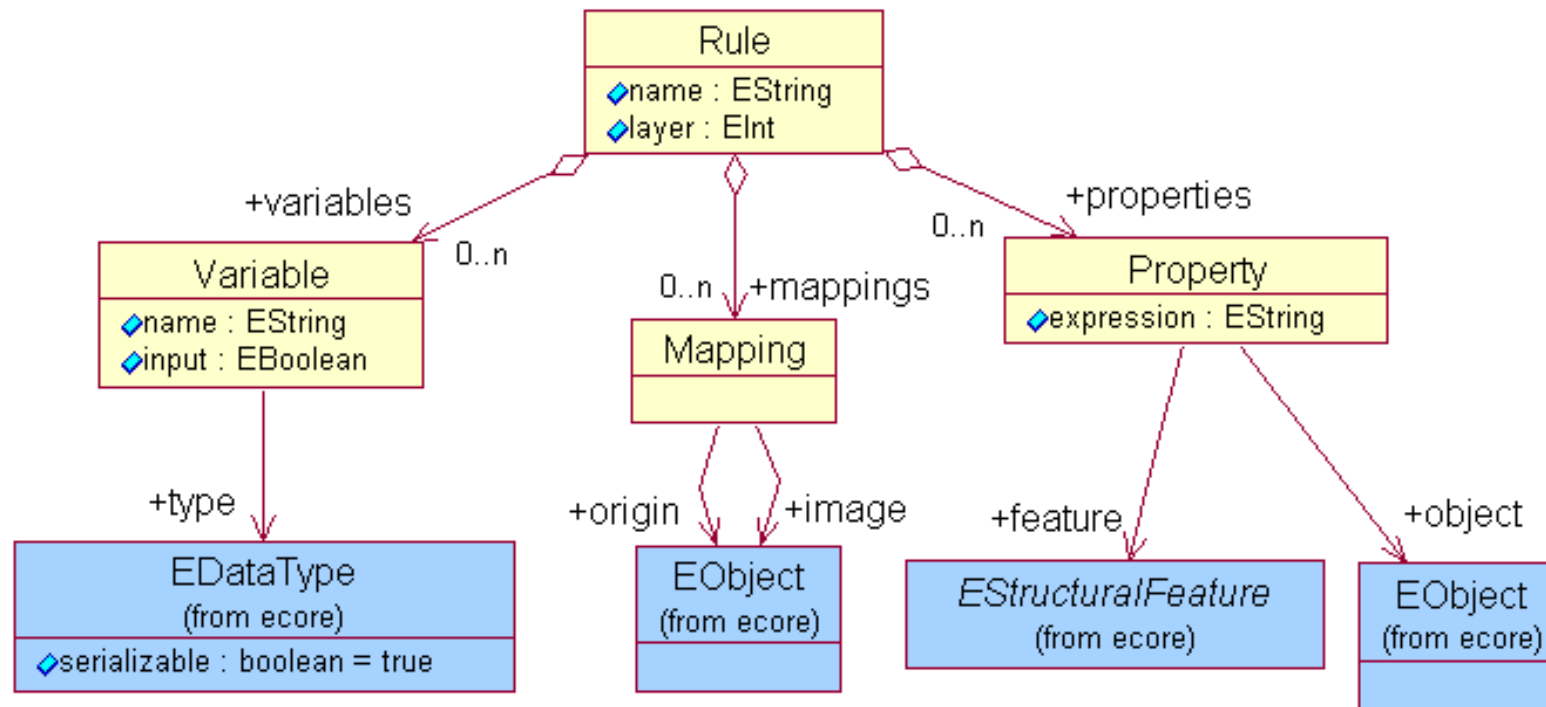 Rule
name : EString
layer : EInt
+variables
0..n
0..n
+mappings
0..n
+properties
Variable
name : EString
input : EBoolean
Mapping
Property
expression : EString
+type
+origin
+image
+feature
+object
EDataType
(from ecore)
serializable : boolean = true
EObject
(from ecore)
EStructuralFeature
(from ecore)
EObject
(from ecore)